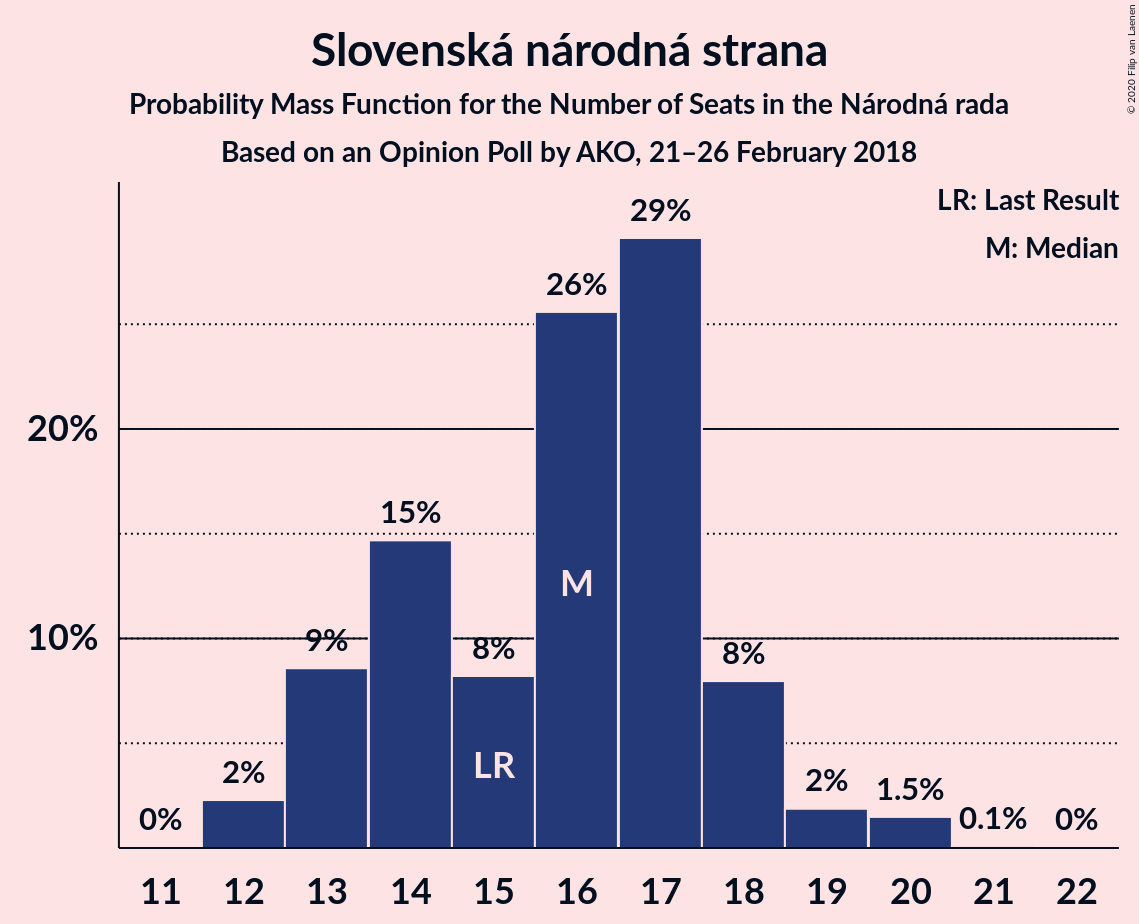 Slovenská národná strana
Probability Mass Function for the Number of Seats in the Národná rada
Based on an Opinion Poll by AKO, 21–26 February 2018
© 2020 Filip van Laenen
LR: Last Result
M: Median
29%
26%
20%
15%
M
10%
9%
8%
8%
LR
2%
2%
1.5%
0%
0.1%
0%
11 12 13 14 15 16 17 18 19 20 21 22